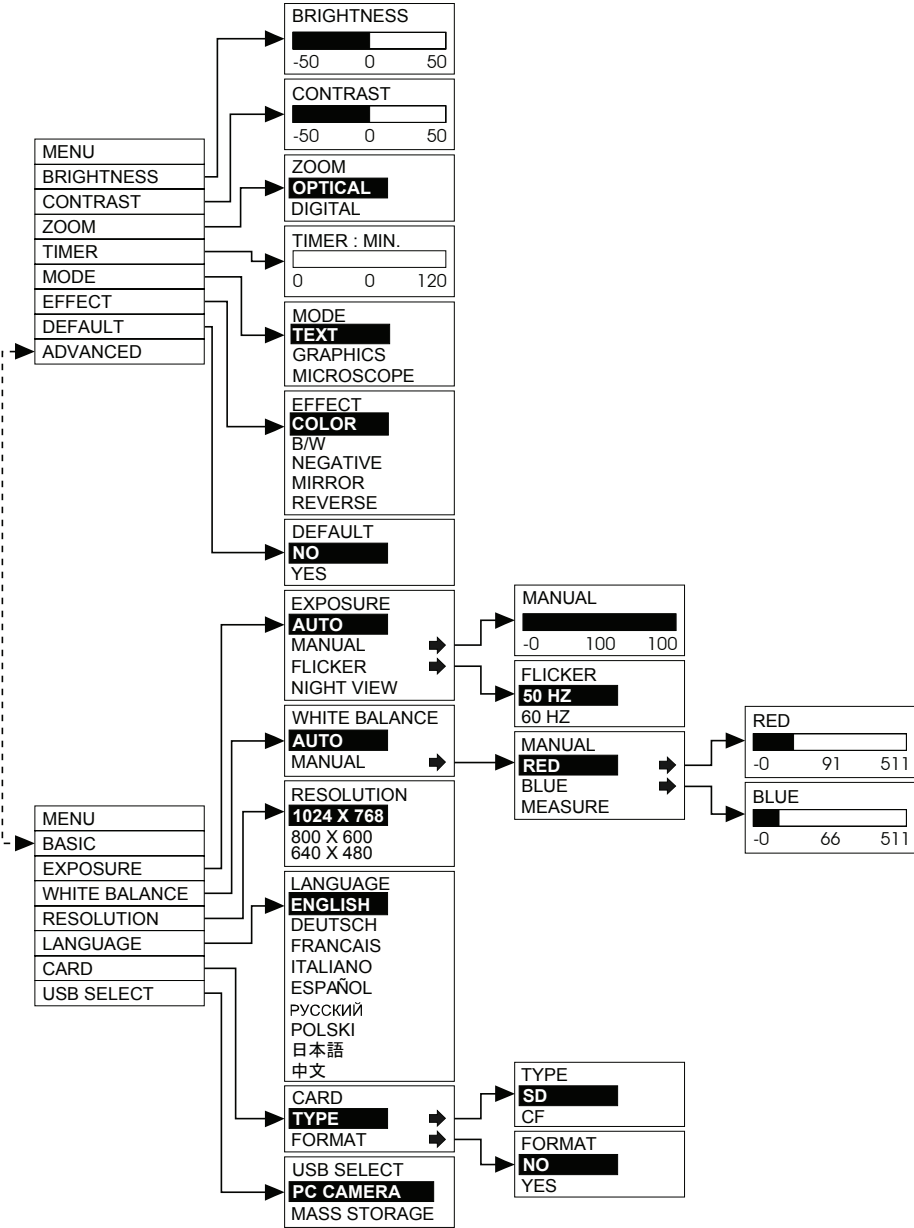 BRIGHTNESS
-50 0 50
CONTRAST
-50 0 50
MENU
BRIGHTNESS
CONTRAST
ZOOM
TIMER
MODE
EFFECT
DEFAULT
ADVANCED
ZOOM
OPTICAL
DIGITAL
TIMER : MIN.
0 0 120
MODE
TEXT
GRAPHICS
MICROSCOPE
EFFECT
COLOR
B/W
NEGATIVE
MIRROR
REVERSE
DEFAULT
NO
YES
EXPOSURE
AUTO
MANUAL
FLICKER
NIGHT VIEW
MANUAL
-0 100 100
FLICKER
50 HZ
60 HZ
WHITE BALANCE
AUTO
MANUAL
MANUAL
RED
BLUE
MEASURE
RED
-0 91 511
BLUE
-0 66 511
MENU
BASIC
EXPOSURE
WHITE BALANCE
RESOLUTION
LANGUAGE
CARD
USB SELECT
RESOLUTION
1024 X 768
800 X 600
640 X 480
LANGUAGE
ENGLISH
DEUTSCH
FRANCAIS
ITALIANO
ESPAÑOL
РУССКИЙ
POLSKI
日本語
中文
CARD
TYPE
FORMAT
TYPE
SD
CF
FORMAT
NO
YES
USB SELECT
PC CAMERA
MASS STORAGE